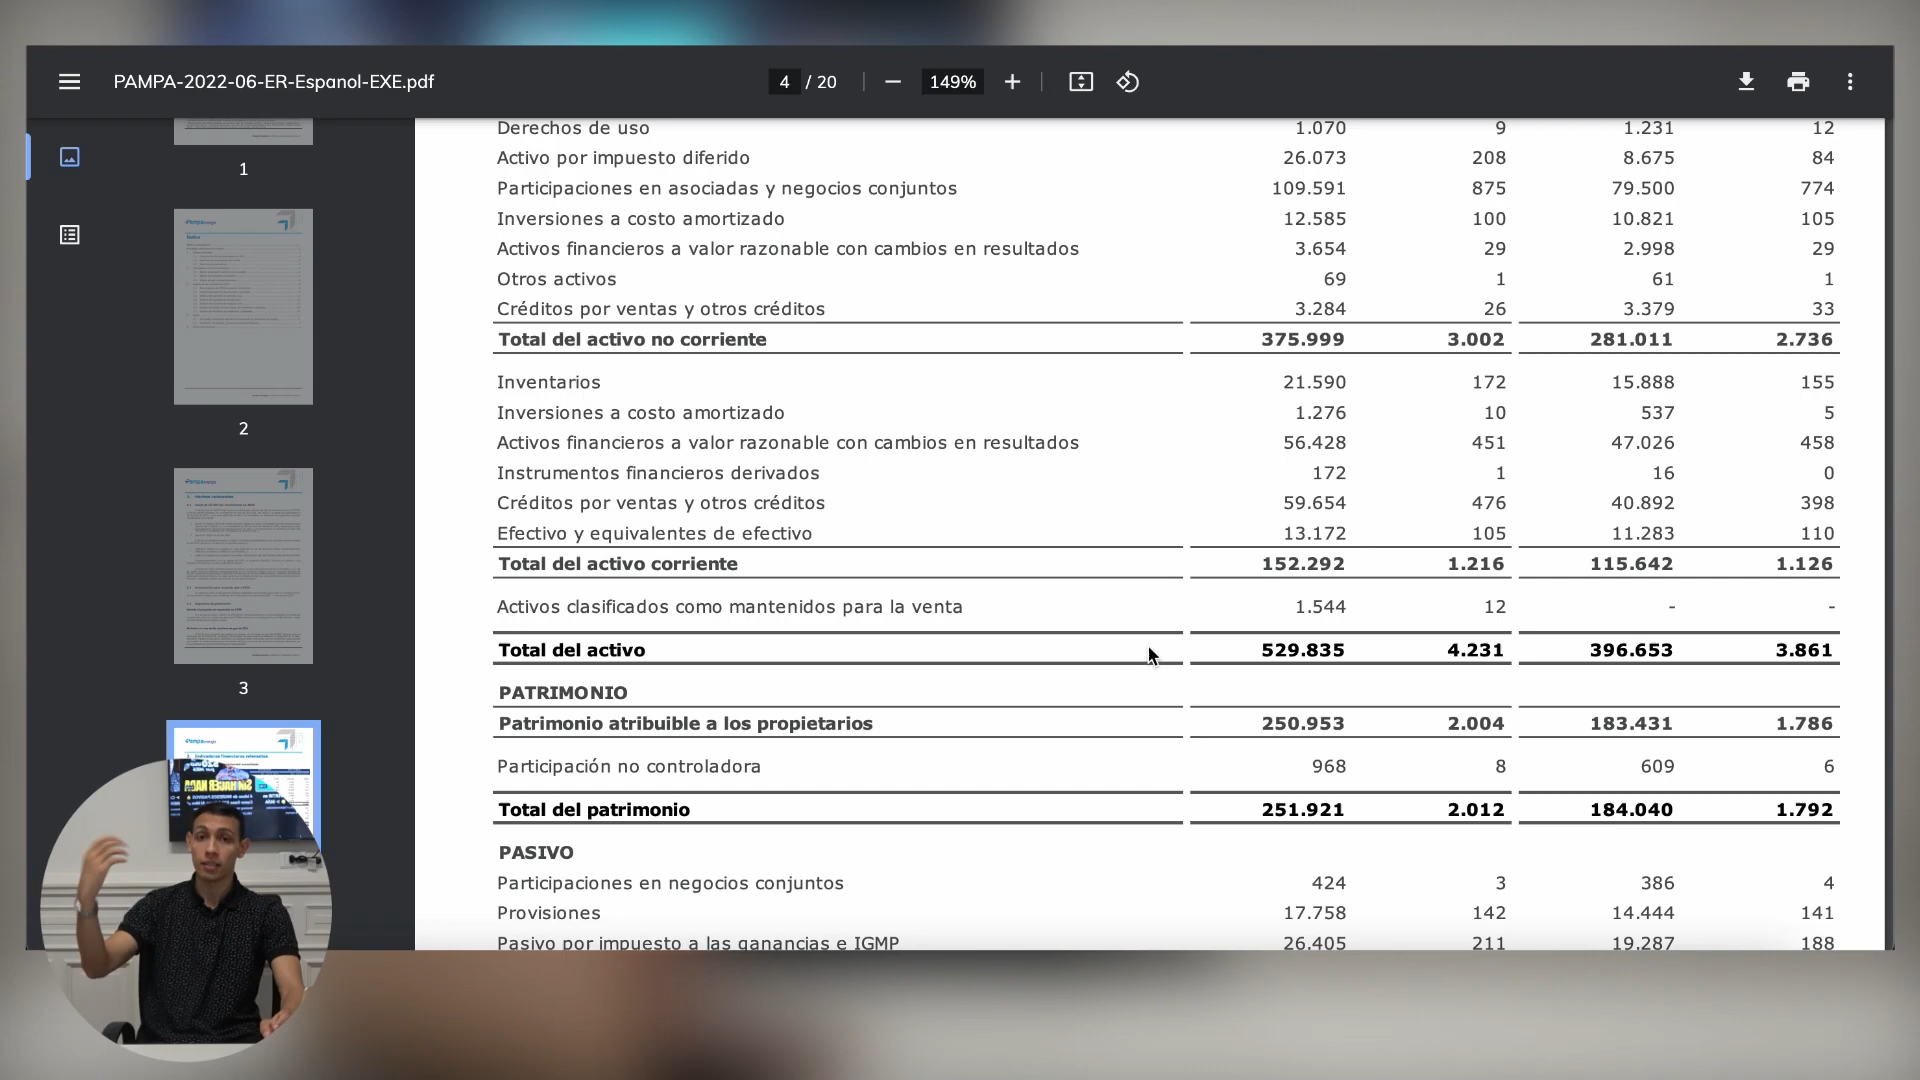 PAMPA-2022-06-ER-Espanol-EXE.pdf
4 / 20
149%
1
2
3
Derechos de uso 1.070 9 1.231 12
Activo por impuesto diferido 26.073 208 8.675 84
Participaciones en asociadas y negocios conjuntos 109.591 875 79.500 774
Inversiones a costo amortizado 12.585 100 10.821 105
Activos financieros a valor razonable con cambios en resultados 3.654 29 2.998 29
Otros activos 69 1 61 1
Créditos por ventas y otros créditos 3.284 26 3.379 33
Total del activo no corriente 375.999 3.002 281.011 2.736
Inventarios 21.590 172 15.888 155
Inversiones a costo amortizado 1.276 10 537 5
Activos financieros a valor razonable con cambios en resultados 56.428 451 47.026 458
Instrumentos financieros derivados 172 1 16 0
Créditos por ventas y otros créditos 59.654 476 40.892 398
Efectivo y equivalentes de efectivo 13.172 105 11.283 110
Total del activo corriente 152.292 1.216 115.642 1.126
Activos clasificados como mantenidos para la venta 1.544 12 - -
Total del activo 529.835 4.231 396.653 3.861
PATRIMONIO
Patrimonio atribuible a los propietarios 250.953 2.004 183.431 1.786
Participación no controladora 968 8 609 6
Total del patrimonio 251.921 2.012 184.040 1.792
PASIVO
Participaciones en negocios conjuntos 424 3 386 4
Provisiones 17.758 142 14.444 141
Pasivo por impuesto a las ganancias e IGMP 26.405 211 19.287 188